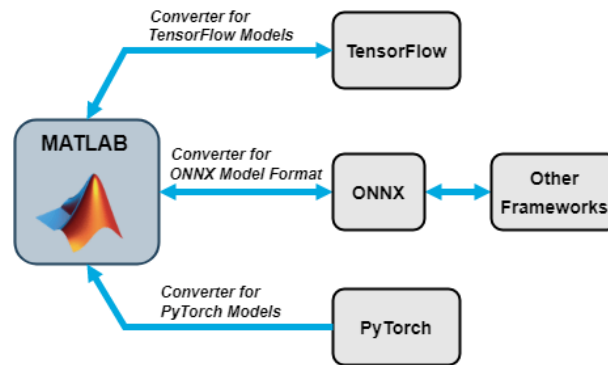 Converter for
TensorFlow Models
TensorFlow
MATLAB
Converter for
ONNX Model Format
ONNX
Other
Frameworks
Converter for
PyTorch Models
PyTorch